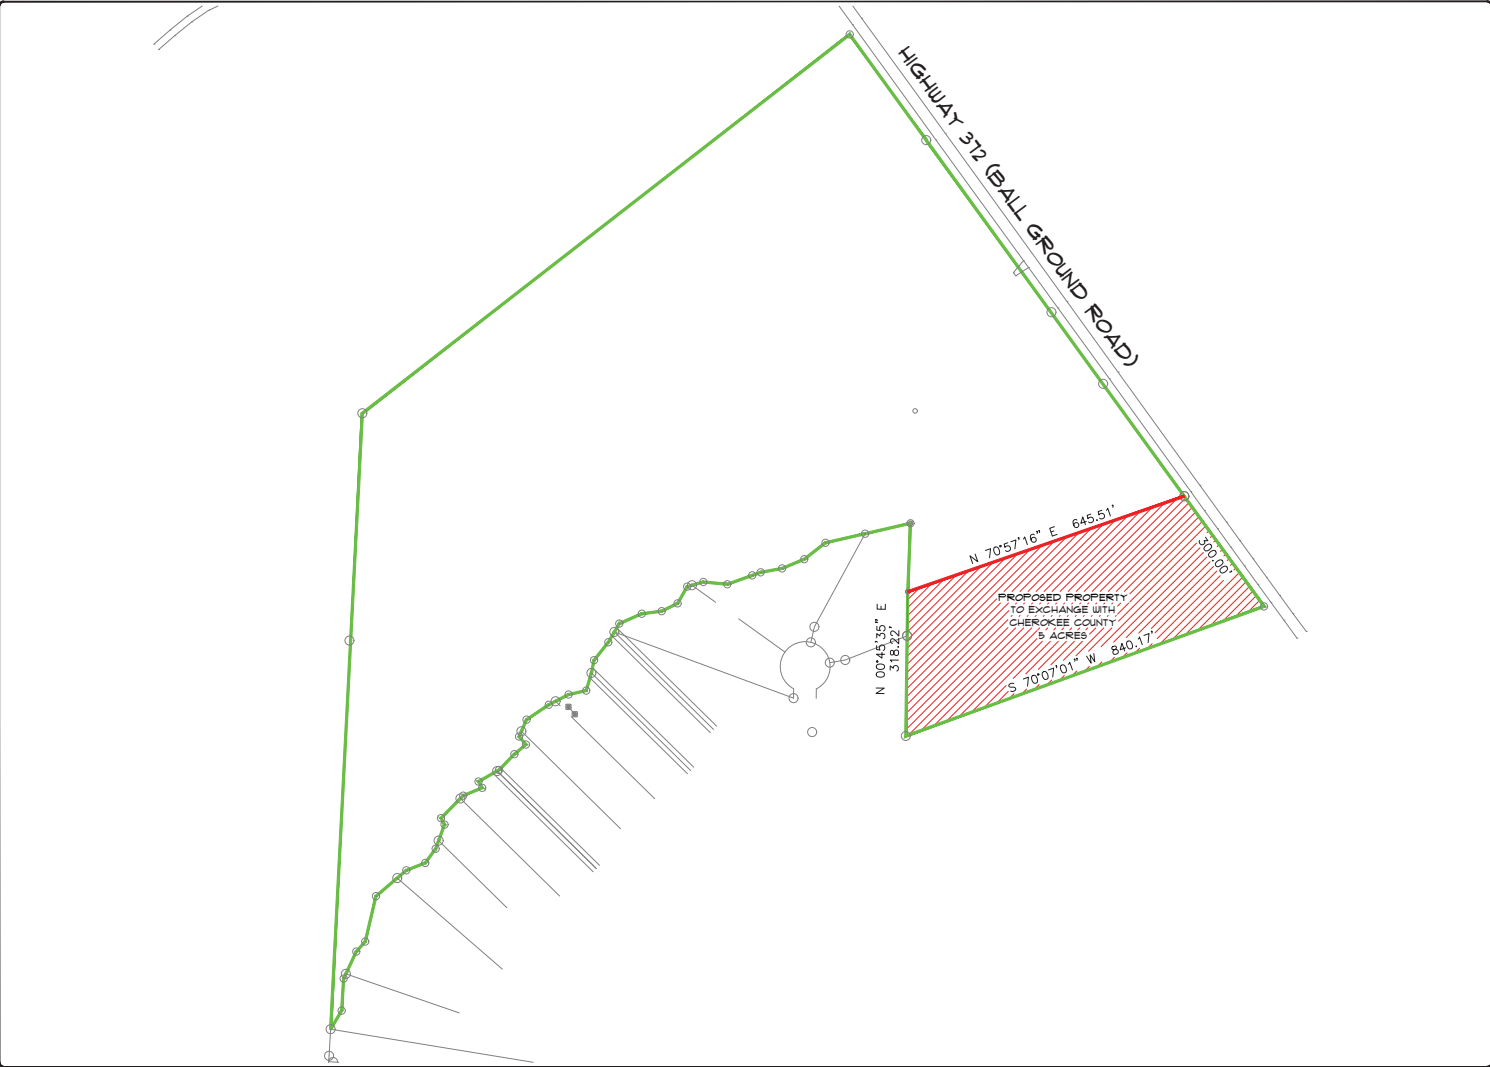 HIGHWAY 372 (BALL GROUND ROAD)
N 70°57'16" E 645.51'
300.00'
PROPOSED PROPERTY
TO EXCHANGE WITH
CHEROKEE COUNTY
5 ACRES
N 00°45'35" E
318.22'
S 70°07'01" W 840.17'